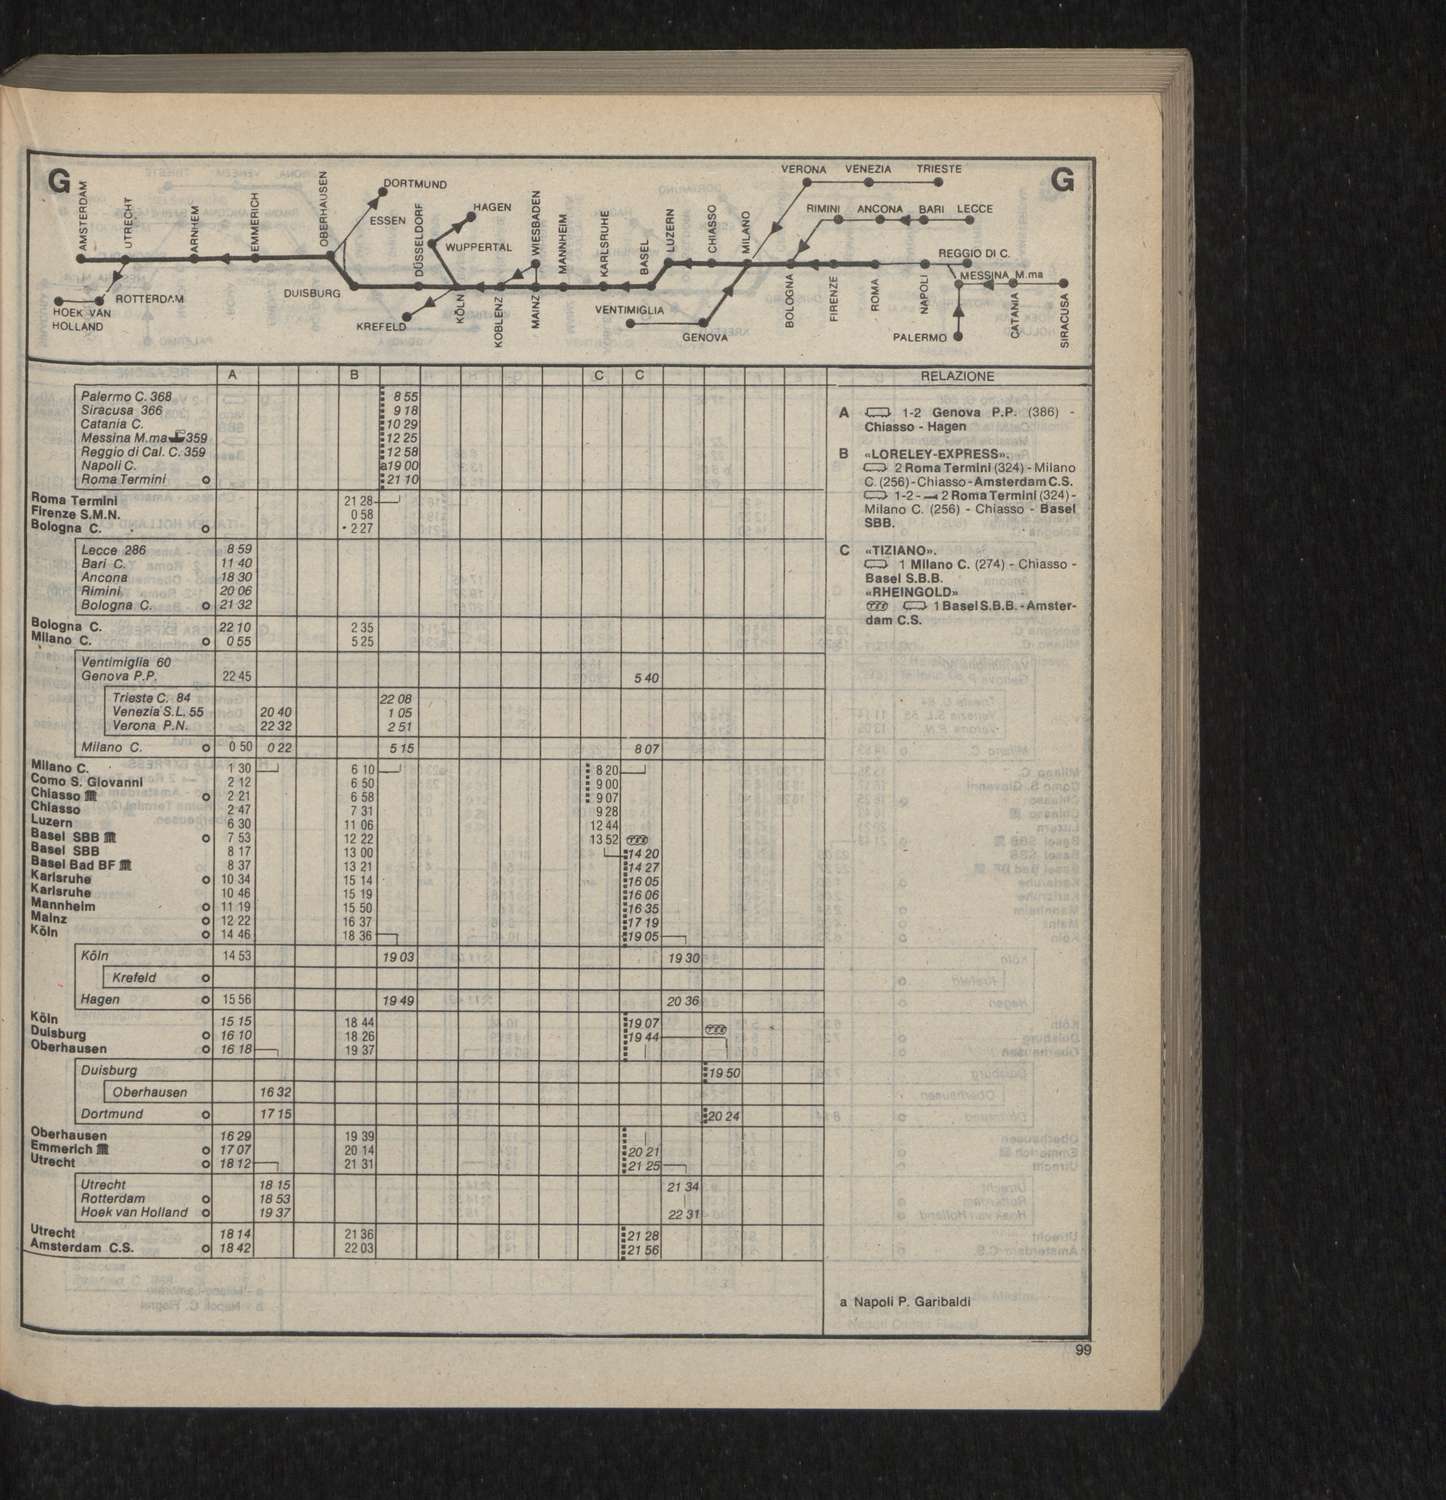 G
G
AMSTERDAM
UTRECHT
ARNHEM
EMMERICH
OBERHAUSEN
DORTMUND
ESSEN
DÜSSELDORF
HAGEN
WUPPERTAL
WIESBADEN
MANNHEIM
KARLSRUHE
BASEL
LUZERN
CHIASSO
MILANO
VERONA VENEZIA TRIESTE
RIMINI ANCONA BARI LECCE
REGGIO DI C.
MESSINA M.ma
ROTTERDAM
HOEK VAN
HOLLAND
DUISBURG
KREFELD
KÖLN
KOBLENZ
MAINZ
VENTIMIGLIA
GENOVA
BOLOGNA
FIRENZE
ROMA
NAPOLI
PALERMO
CATANIA
SIRACUSA
A B C C RELAZIONE
Palermo C. 368 8 55
Siracusa 366 9 18
Catania C. 10 29
Messina M.ma 359 12 25
Reggio di Cal. C. 359 12 58
Napoli C. a19 00
Roma Termini 21 10
Roma Termini 21 28
Firenze S.M.N. 0 58
Bologna C. 2 27
Lecce 286 8 59
Bari C. 11 40
Ancona 18 30
Rimini 20 06
Bologna C. 21 32
Bologna C. 22 10 2 35
Milano C. 0 55 5 25
Ventimiglia 60
Genova P.P. 22 45 5 40
Trieste C. 84 22 08
Venezia S.L. 55 20 40 1 05
Verona P.N. 22 32 2 51
Milano C. 0 50 0 22 5 15 8 07
Milano C. 1 30 6 10 8 20
Como S. Giovanni 2 12 6 50 9 00
Chiasso 2 21 6 58 9 07
Chiasso 2 47 7 31 9 28
Luzern 6 30 11 06 12 44
Basel SBB 7 53 12 22 13 52
Basel SBB 8 17 13 00 14 20
Basel Bad BF 8 37 13 21 14 27
Karlsruhe 10 34 15 14 16 05
Karlsruhe 10 46 15 19 16 06
Mannheim 11 19 15 50 16 35
Mainz 12 22 16 37 17 19
Köln 14 46 18 36 19 05
Köln 14 53 19 03 19 30
Krefeld
Hagen 15 56 19 49 20 36
Köln 15 15 18 44 19 07
Duisburg 16 10 18 26 19 44
Oberhausen 16 18 19 37
Duisburg 19 50
Oberhausen 16 32
Dortmund 17 15 20 24
Oberhausen 16 29 19 39
Emmerich 17 07 20 14 20 21
Utrecht 18 12 21 31 21 25
Utrecht 18 15 21 34
Rotterdam 18 53
Hoek van Holland 19 37 22 31
Utrecht 18 14 21 36 21 28
Amsterdam C.S. 18 42 22 03 21 56
A 1-2 Genova P.P. (386) -
Chiasso - Hagen
B «LORELEY-EXPRESS».
2 Roma Termini (324) - Milano
C. (256) - Chiasso - Amsterdam C.S.
1-2 - 2 Roma Termini (324) -
Milano C. (256) - Chiasso - Basel
SBB.
C «TIZIANO».
1 Milano C. (274) - Chiasso -
Basel S.B.B.
«RHEINGOLD»
1 Basel S.B.B. - Amster-
dam C.S.
a Napoli P. Garibaldi
99